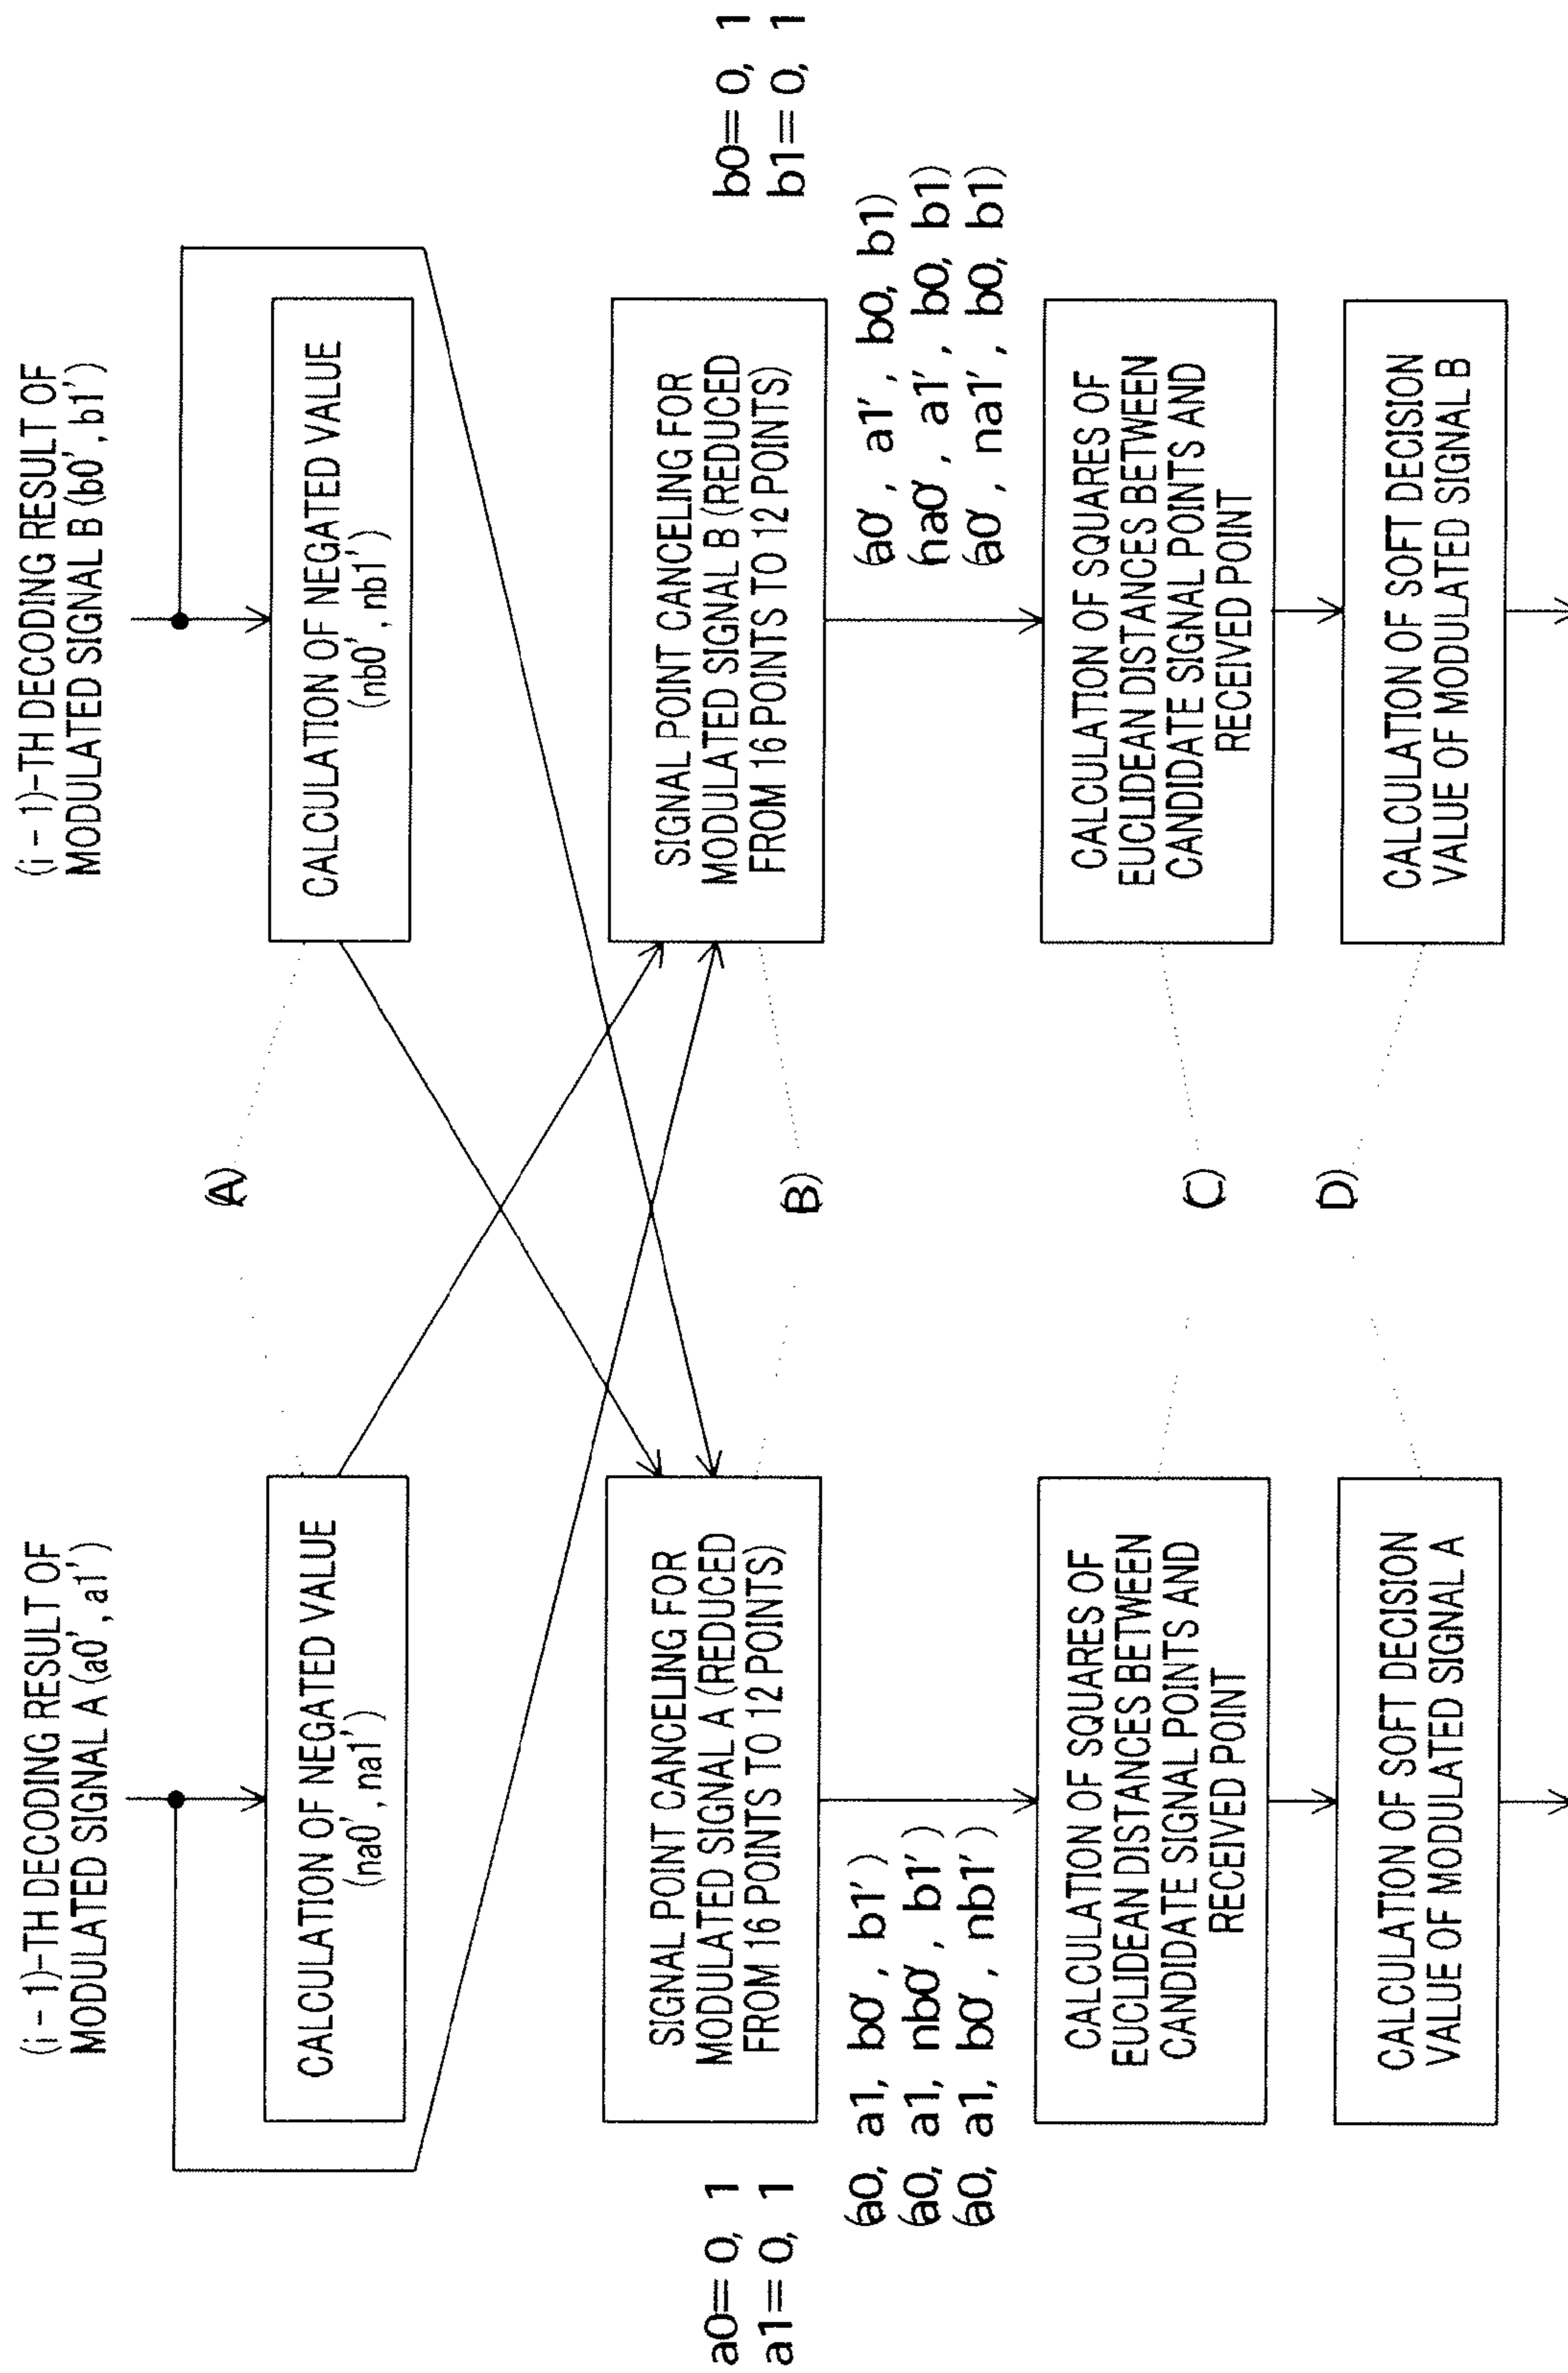 (i - 1)-TH DECODING RESULT OF
MODULATED SIGNAL A (a0', a1')
(i - 1)-TH DECODING RESULT OF
MODULATED SIGNAL B (b0', b1')
CALCULATION OF NEGATED VALUE
(na0', na1')
(A)
CALCULATION OF NEGATED VALUE
(nb0', nb1')
a0= 0, 1
a1= 0, 1
SIGNAL POINT CANCELING FOR
MODULATED SIGNAL A (REDUCED
FROM 16 POINTS TO 12 POINTS)
(B)
SIGNAL POINT CANCELING FOR
MODULATED SIGNAL B (REDUCED
FROM 16 POINTS TO 12 POINTS)
b0= 0, 1
b1= 0, 1
(a0, a1, b0', b1')
(a0, a1, nb0', b1')
(a0, a1, b0', nb1')
(a0', a1', b0, b1)
(na0', a1', b0, b1)
(a0', na1', b0, b1)
CALCULATION OF SQUARES OF
EUCLIDEAN DISTANCES BETWEEN
CANDIDATE SIGNAL POINTS AND
RECEIVED POINT
(C)
CALCULATION OF SQUARES OF
EUCLIDEAN DISTANCES BETWEEN
CANDIDATE SIGNAL POINTS AND
RECEIVED POINT
CALCULATION OF SOFT DECISION
VALUE OF MODULATED SIGNAL A
(D)
CALCULATION OF SOFT DECISION
VALUE OF MODULATED SIGNAL B